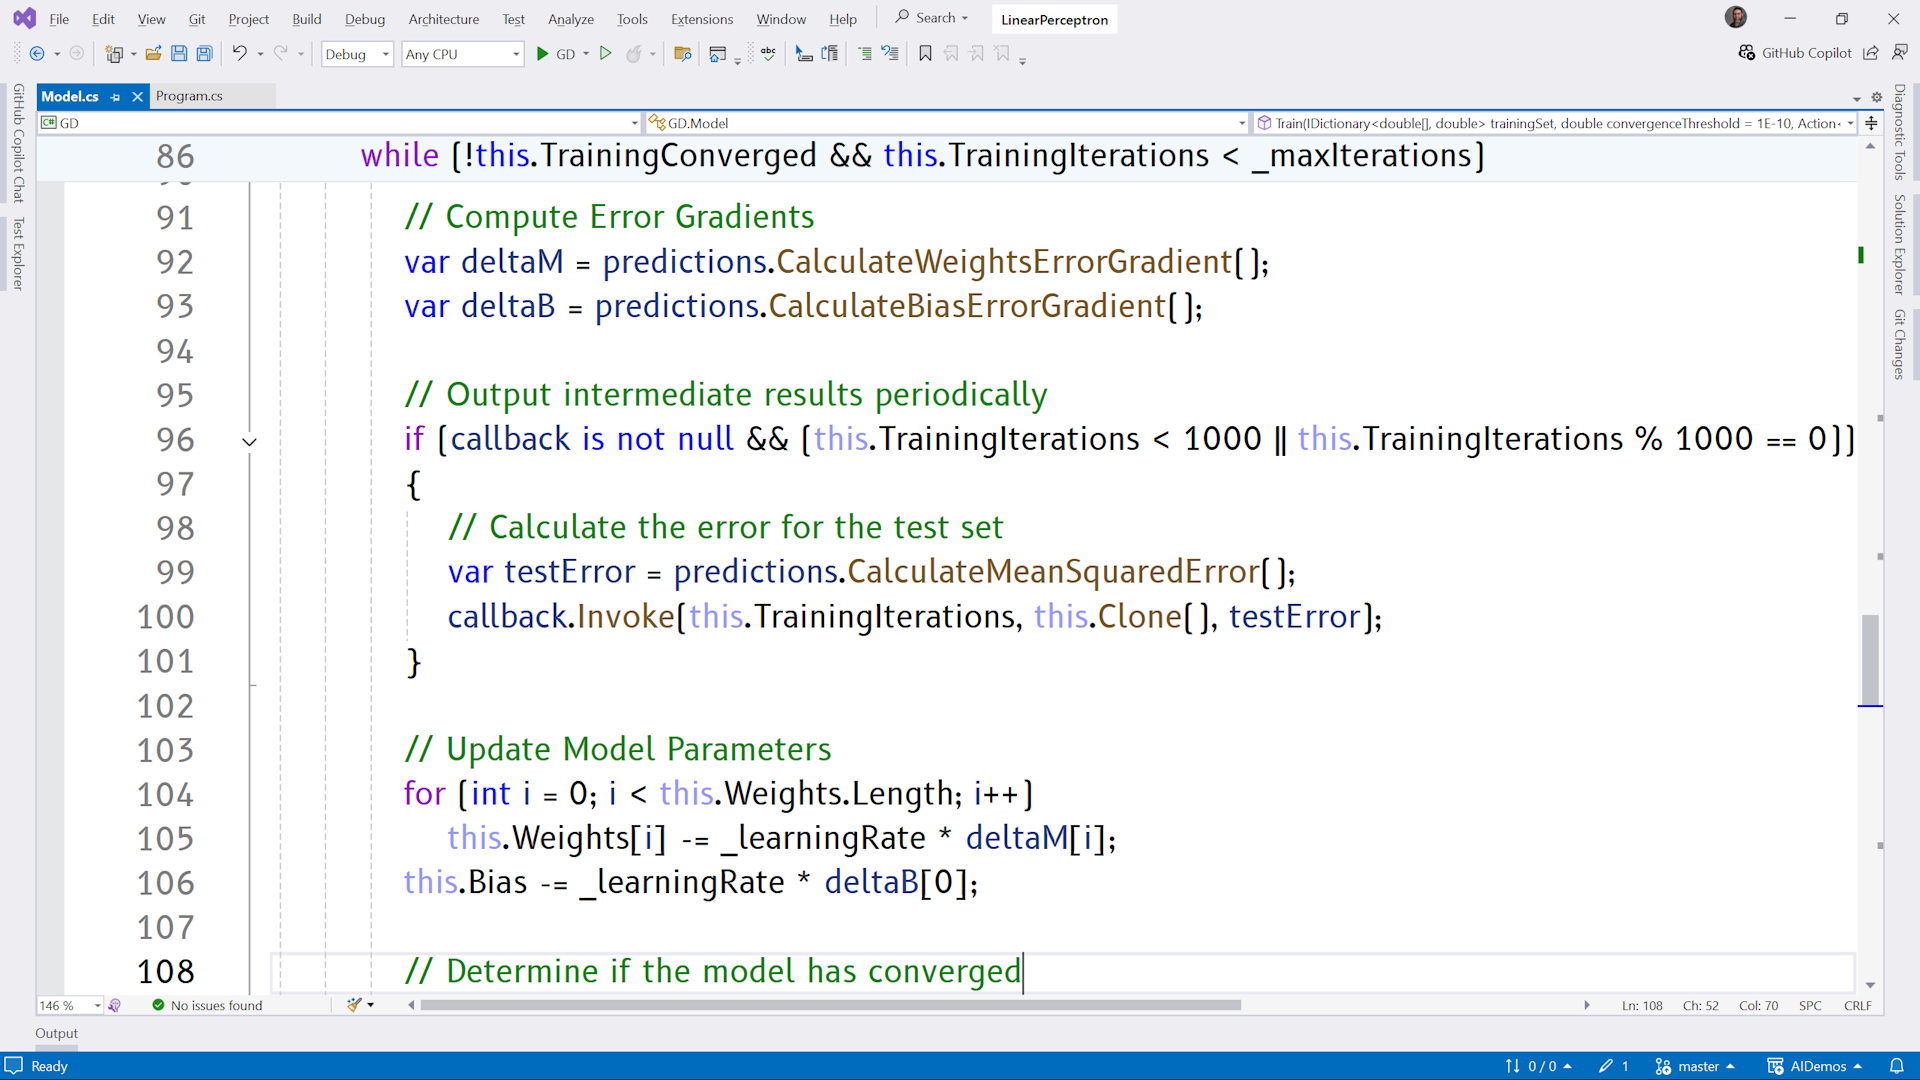 File Edit View Git Project Build Debug Architecture Test Analyze Tools Extensions Window Help Search LinearPerceptron
Debug Any CPU GD abc GitHub Copilot
GitHub Copilot Chat
Test Explorer
Model.cs Program.cs
C# GD GD.Model Train(IDictionary<double[], double> trainingSet, double convergenceThreshold = 1E-10, Action<
86 while (!this.TrainingConverged && this.TrainingIterations < _maxIterations)
91 // Compute Error Gradients
92 var deltaM = predictions.CalculateWeightsErrorGradient();
93 var deltaB = predictions.CalculateBiasErrorGradient();
94
95 // Output intermediate results periodically
96 if (callback is not null && (this.TrainingIterations < 1000 || this.TrainingIterations % 1000 == 0))
97 {
98 // Calculate the error for the test set
99 var testError = predictions.CalculateMeanSquaredError();
100 callback.Invoke(this.TrainingIterations, this.Clone(), testError);
101 }
102
103 // Update Model Parameters
104 for (int i = 0; i < this.Weights.Length; i++)
105 this.Weights[i] -= _learningRate * deltaM[i];
106 this.Bias -= _learningRate * deltaB[0];
107
108 // Determine if the model has converged
Diagnostic Tools
Solution Explorer
Git Changes
146 % No issues found Ln: 108 Ch: 52 Col: 70 SPC CRLF
Output
Ready 0 / 0 1 master AIDemos